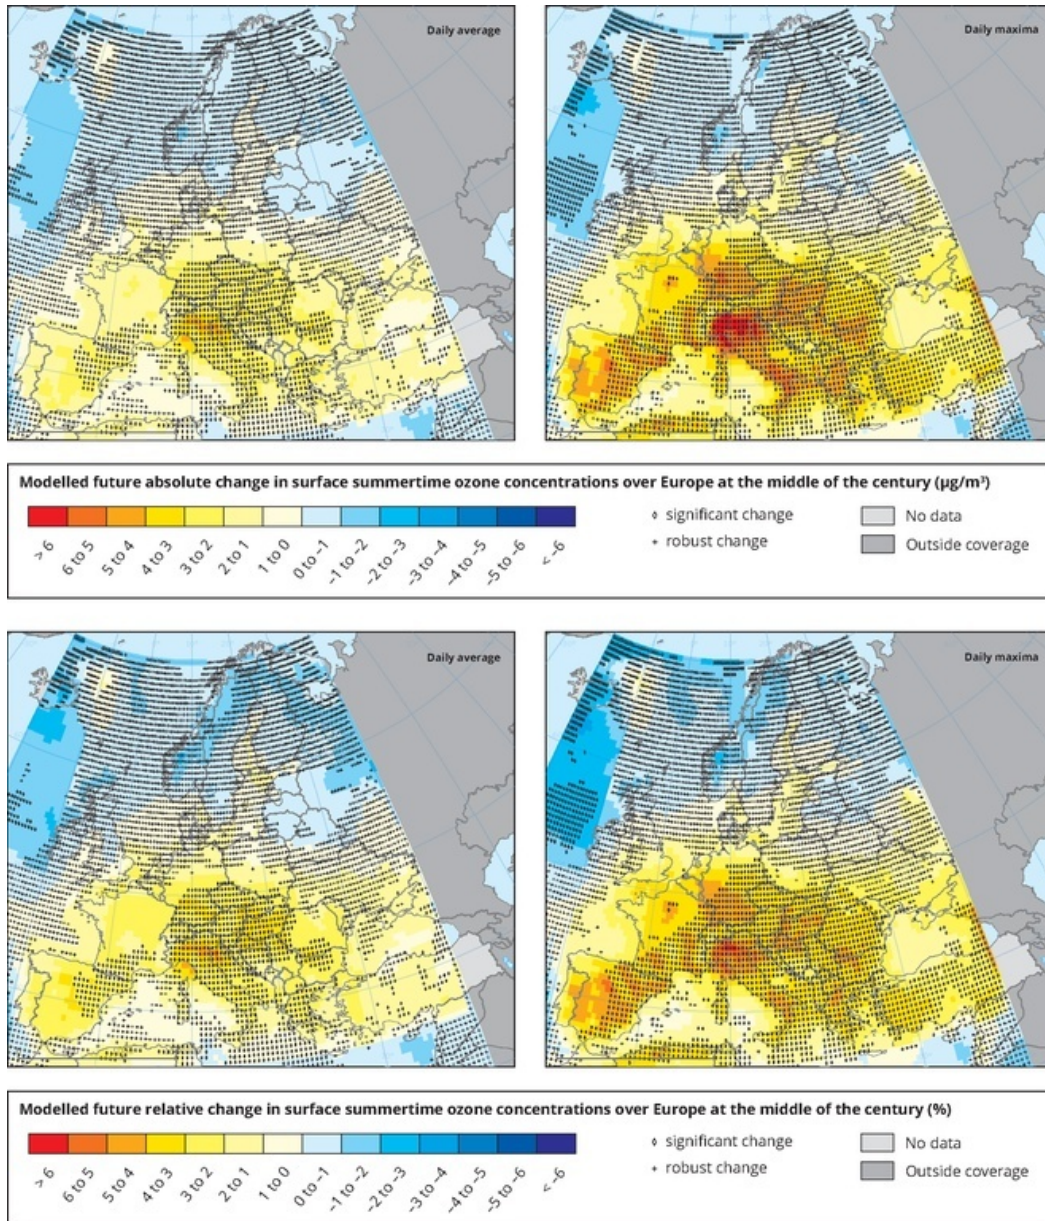 Daily average
Daily maxima
Modelled future absolute change in surface summertime ozone concentrations over Europe at the middle of the century (µg/m³)
> 6
6 to 5
5 to 4
4 to 3
3 to 2
2 to 1
1 to 0
0 to –1
–1 to –2
–2 to –3
–3 to –4
–4 to –5
–5 to –6
< –6
◊ significant change
+ robust change
No data
Outside coverage
Daily average
Daily maxima
Modelled future relative change in surface summertime ozone concentrations over Europe at the middle of the century (%)
> 6
6 to 5
5 to 4
4 to 3
3 to 2
2 to 1
1 to 0
0 to –1
–1 to –2
–2 to –3
–3 to –4
–4 to –5
–5 to –6
< –6
◊ significant change
+ robust change
No data
Outside coverage